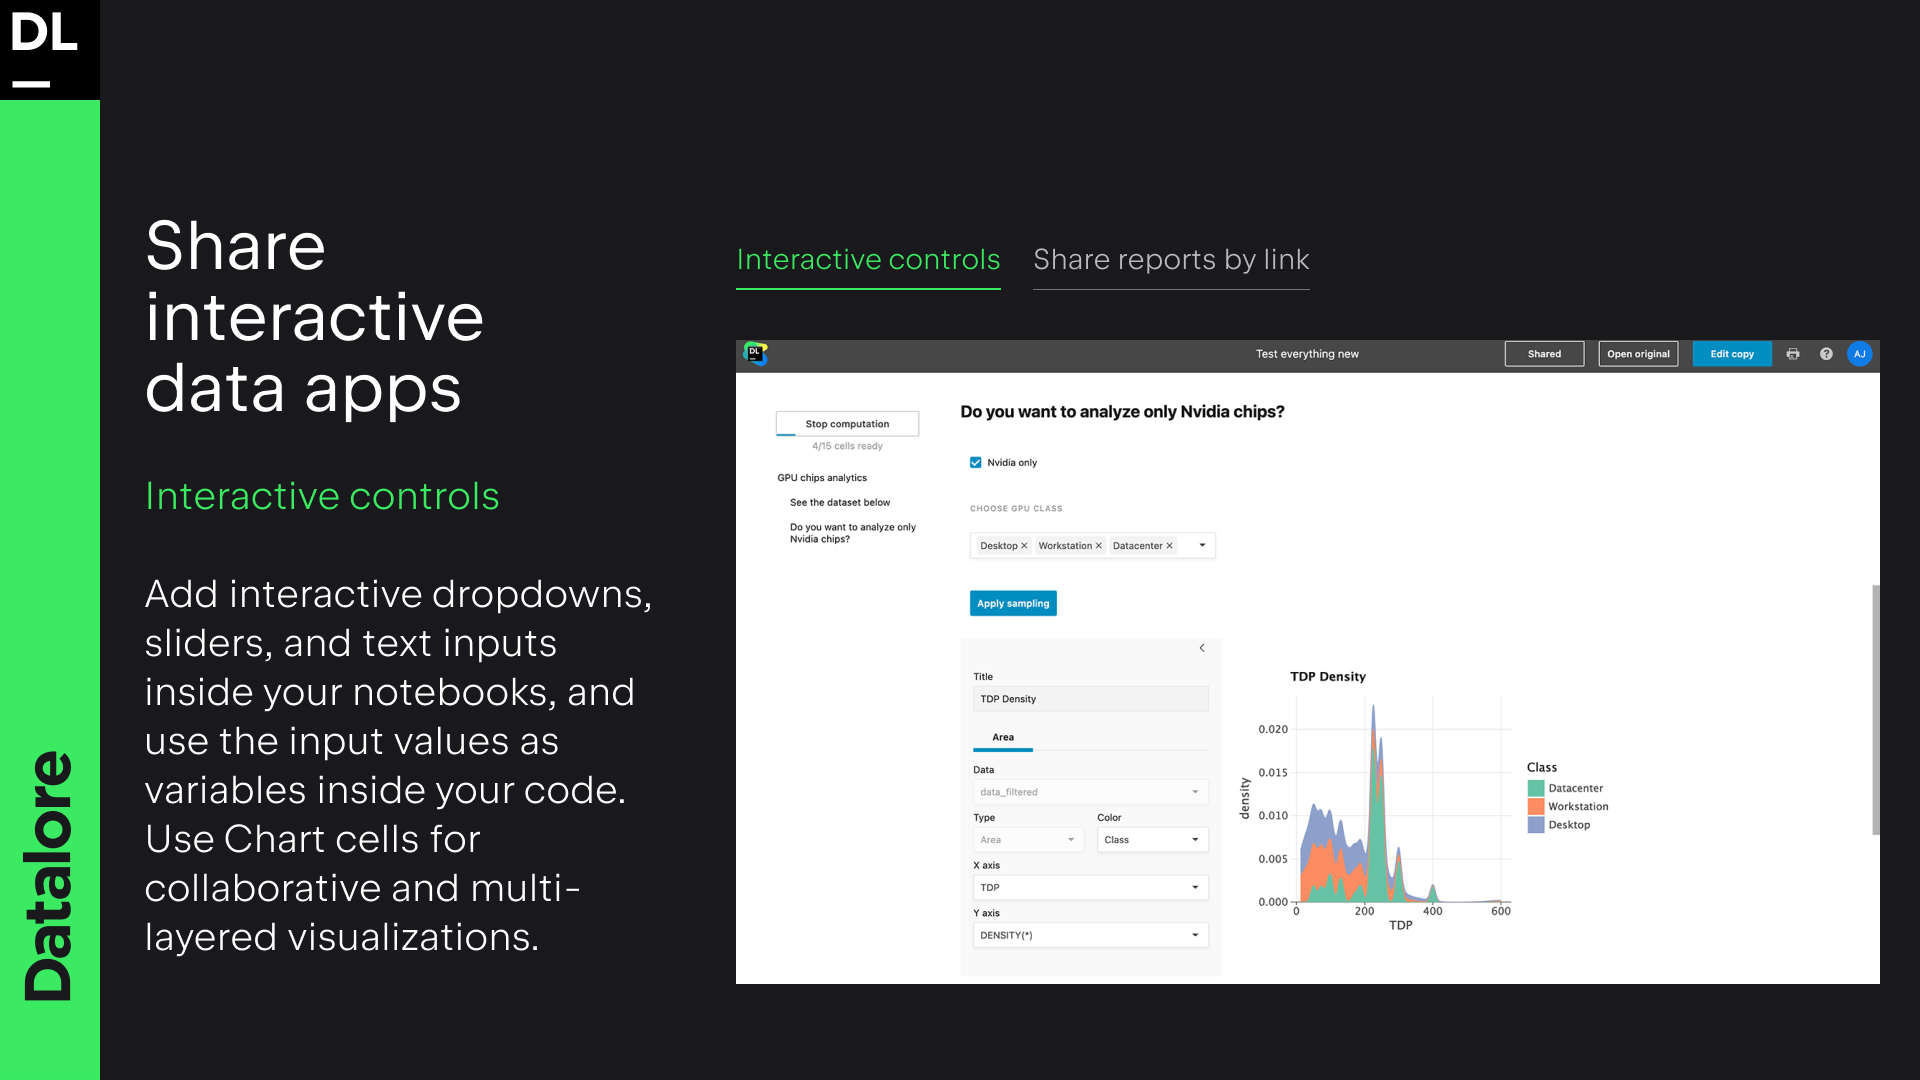 DL
Datalore
Share
interactive
data apps
Interactive controls
Add interactive dropdowns,
sliders, and text inputs
inside your notebooks, and
use the input values as
variables inside your code.
Use Chart cells for
collaborative and multi-
layered visualizations.
Interactive controls
Share reports by link
DL
Test everything new
Shared
Open original
Edit copy
?
AJ
Stop computation
4/15 cells ready
GPU chips analytics
See the dataset below
Do you want to analyze only
Nvidia chips?
Do you want to analyze only Nvidia chips?
Nvidia only
CHOOSE GPU CLASS
Desktop × Workstation × Datacenter ×
Apply sampling
Title
TDP Density
Area
Data
data_filtered
Type
Color
Area
Class
X axis
TDP
Y axis
DENSITY(*)
TDP Density
density
0.020
0.015
0.010
0.005
0.000
0 200 400 600
TDP
Class
Datacenter
Workstation
Desktop